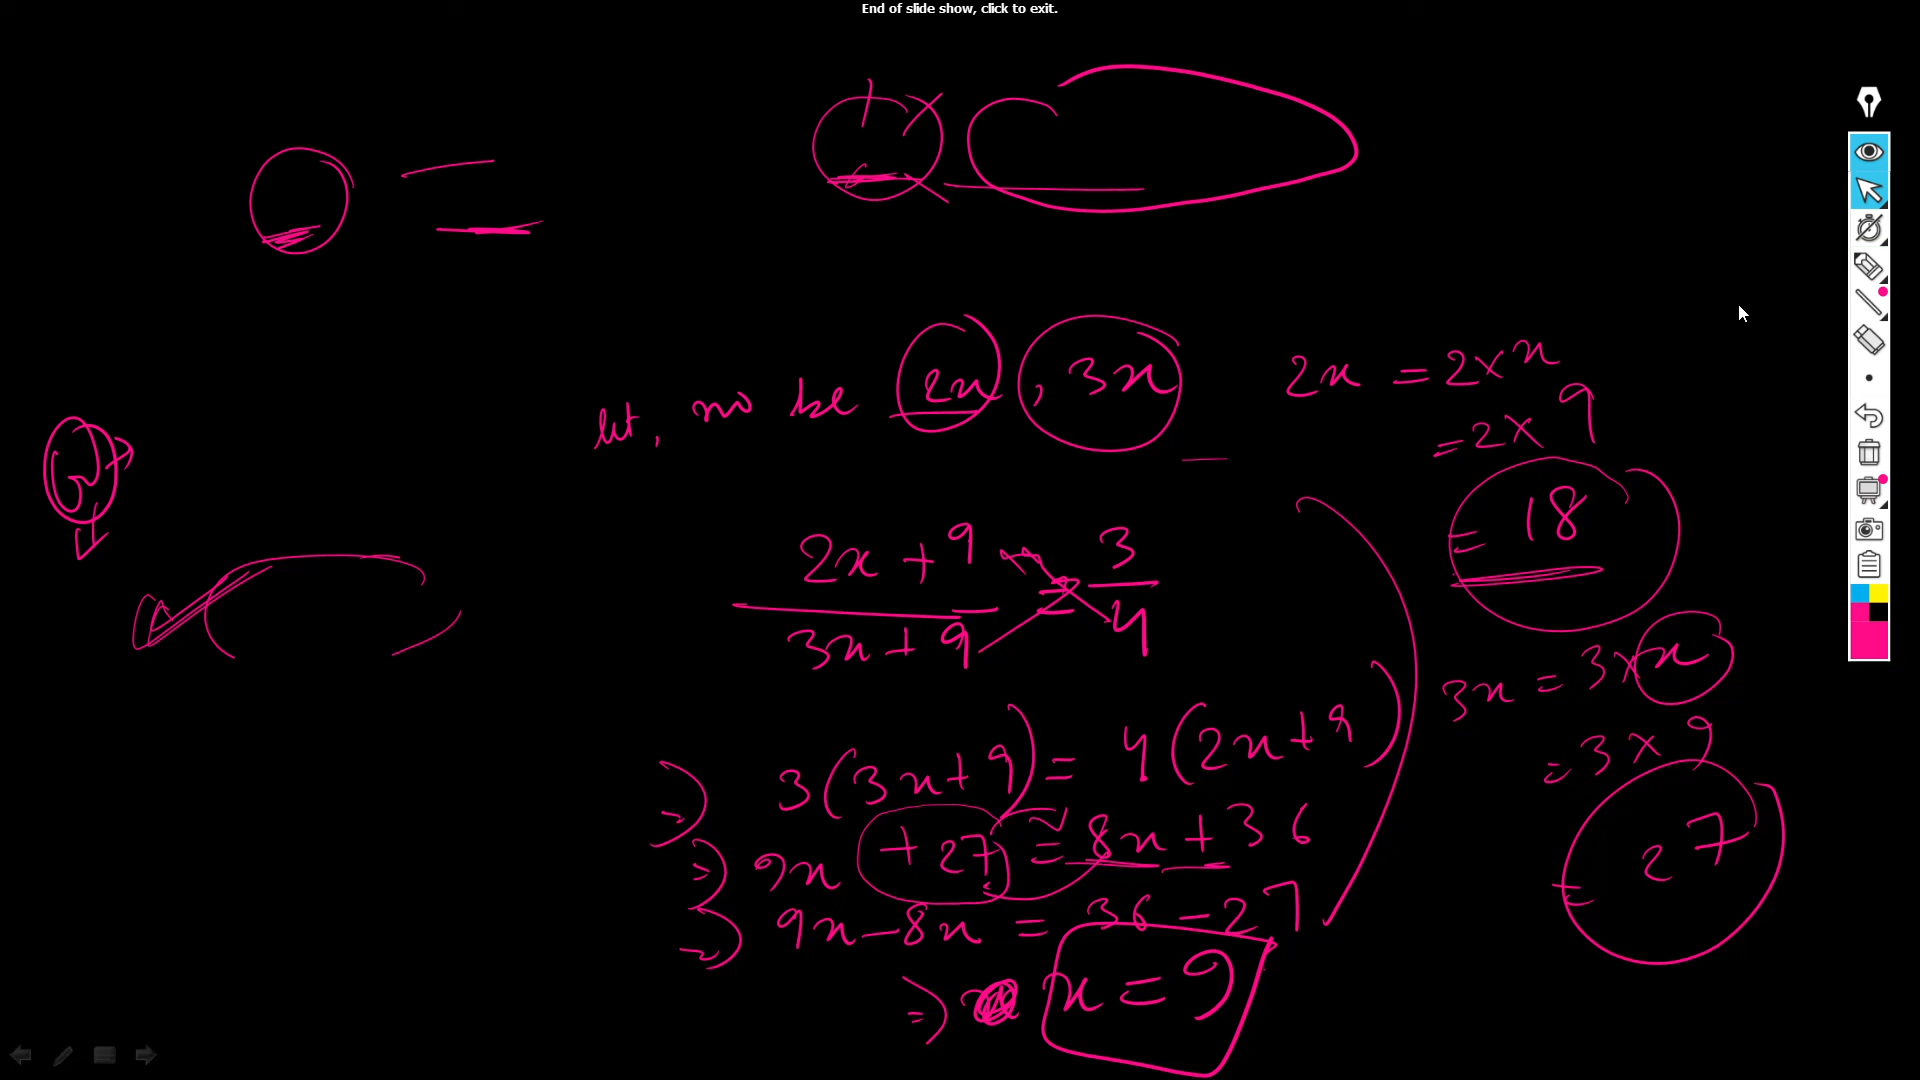 End of slide show, click to exit.
let, no be 2x, 3x
2x + 9 / 3x + 9 = 3 / 4
⇒ 3(3x+9) = 4(2x+9)
⇒ 9x + 27 = 8x + 36
⇒ 9x - 8x = 36 - 27
⇒ x = 9
2x = 2 × x
= 2 × 9
= 18
3x = 3 × x
= 3 × 9
= 27